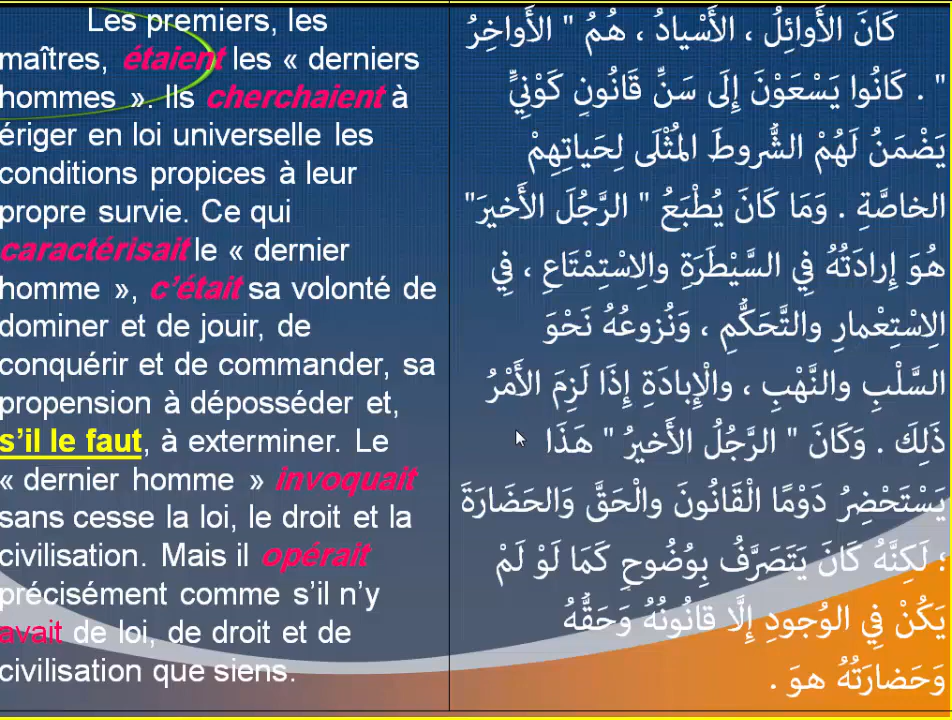 Les premiers, les
maîtres, étaient les « derniers
hommes ». Ils cherchaient à
ériger en loi universelle les
conditions propices à leur
propre survie. Ce qui
caractérisait le « dernier
homme », c’était sa volonté de
dominer et de jouir, de
conquérir et de commander, sa
propension à déposséder et,
s’il le faut, à exterminer. Le
« dernier homme » invoquait
sans cesse la loi, le droit et la
civilisation. Mais il opérait
précisément comme s’il n’y
avait de loi, de droit et de
civilisation que siens.
كَانَ الأَوائِلُ ، الأَسْيادُ ، هُمُ " الأَواخِرُ
" . كَانُوا يَسْعَوْنَ إِلَى سَنِّ قَانُونٍ كَوْنِيٍّ
يَضْمَنُ لَهُمْ الشُّروطَ المُثْلَى لِحَياتِهِمْ
الخاصَّةِ . وَمَا كَانَ يُطْبَعُ " الرَّجُلَ الأَخيرَ"
هُوَ إِرادَتُهُ فِي السَّيْطَرَةِ والاِسْتِمْتَاعِ ، فِي
الِاسْتِعْمارِ والتَّحَكُّمِ ، وَنُزوعُهُ نَحْوَ
السَّلْبِ والنَّهْبِ ، والْإِبادَةِ إِذَا لَزِمَ الأَمْرُ
ذَلِكَ . وَكَانَ " الرَّجُلُ الأَخيرُ " هَذَا
يَسْتَحْضِرُ دَوْمًا الْقَانُونَ والْحَقَّ وَالحَضَارَةَ
؛ لَكِنَّهُ كَانَ يَتَصَرَّفُ بِوُضُوحٍ كَمَا لَوْ لَمْ
يَكُنْ فِي الوُجودِ إِلَّا قانُونُهُ وَحَقُّهُ
وَحَضارَتُهُ هوَ .